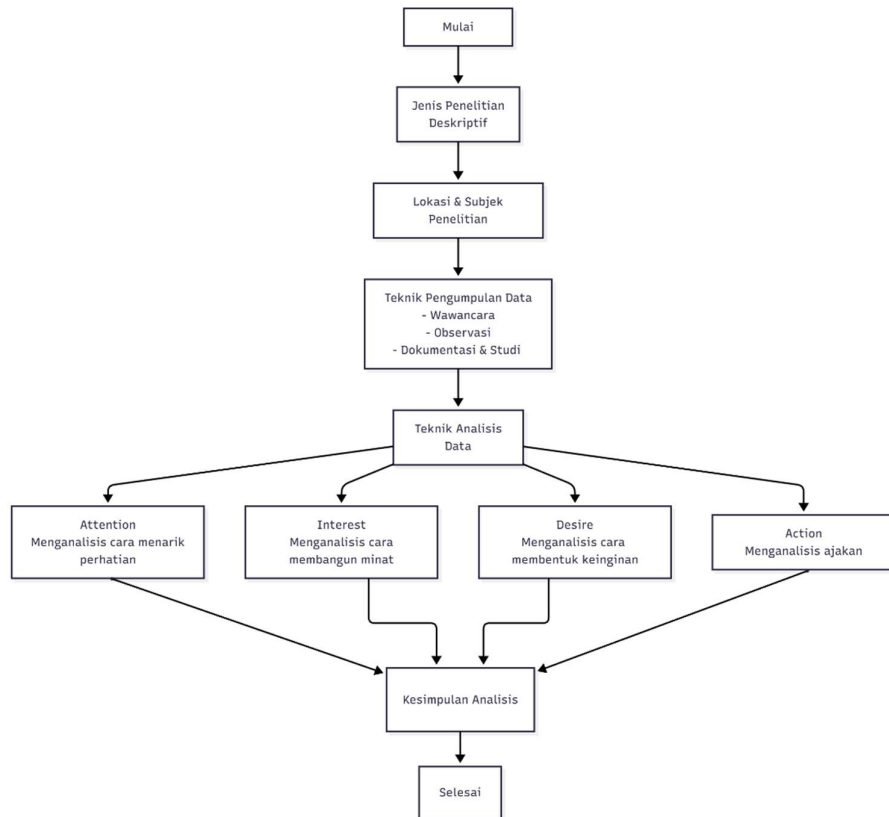 Mulai
Jenis Penelitian
Deskriptif
Lokasi & Subjek
Penelitian
Teknik Pengumpulan Data
- Wawancara
- Observasi
- Dokumentasi & Studi
Teknik Analisis
Data
Attention
Menganalisis cara menarik
perhatian
Interest
Menganalisis cara
membangun minat
Desire
Menganalisis cara
membentuk keinginan
Action
Menganalisis ajakan
Kesimpulan Analisis
Selesai